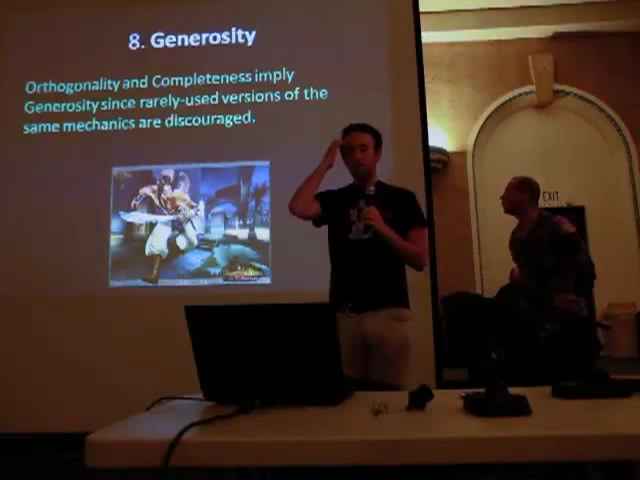 8. Generosity
Orthogonality and Completeness imply
Generosity since rarely-used versions of the
same mechanics are discouraged.
EXIT